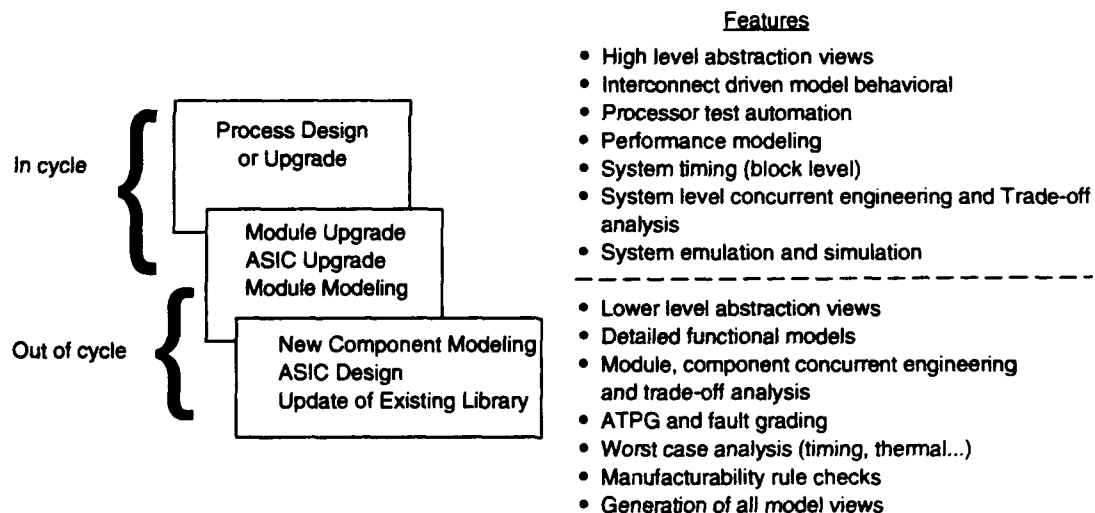 Features
In cycle
Process Design
or Upgrade
Module Upgrade
ASIC Upgrade
Module Modeling
Out of cycle
New Component Modeling
ASIC Design
Update of Existing Library
• High level abstraction views
• Interconnect driven model behavioral
• Processor test automation
• Performance modeling
• System timing (block level)
• System level concurrent engineering and Trade-off
analysis
• System emulation and simulation
• Lower level abstraction views
• Detailed functional models
• Module, component concurrent engineering
and trade-off analysis
• ATPG and fault grading
• Worst case analysis (timing, thermal...)
• Manufacturability rule checks
• Generation of all model views